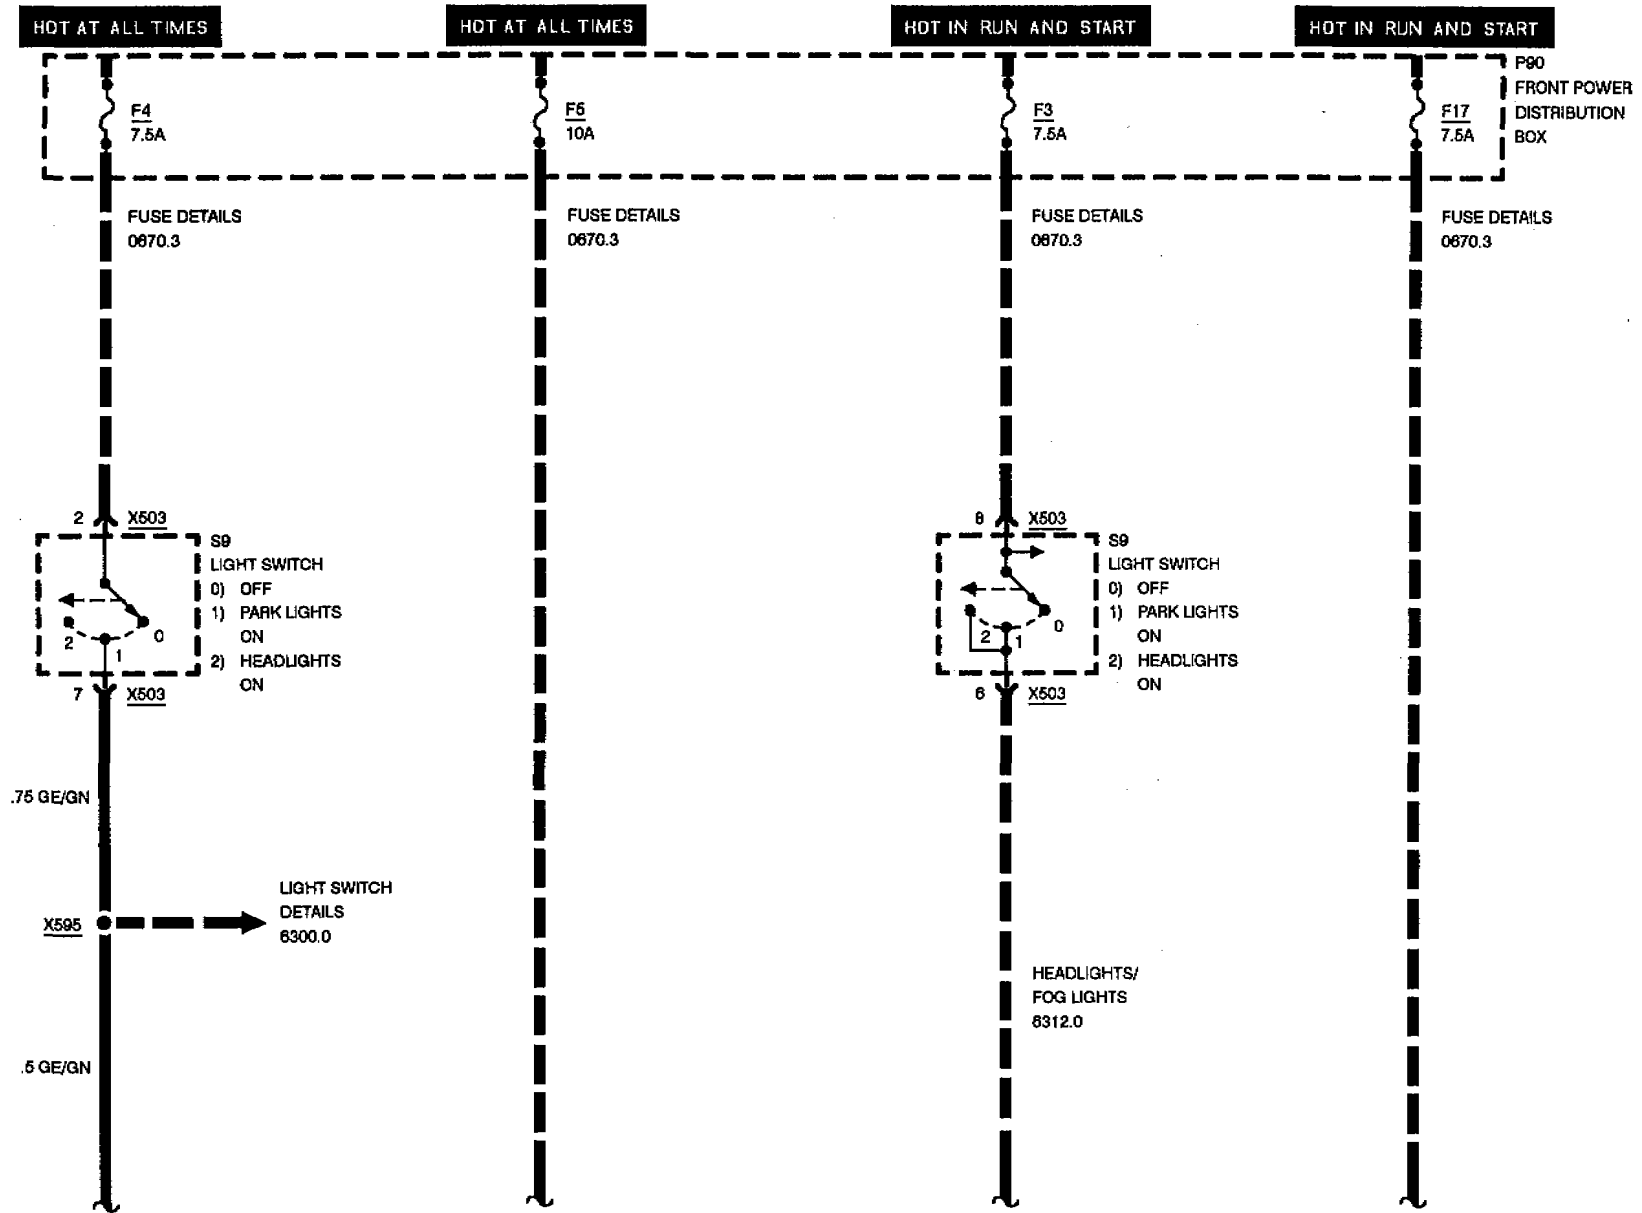 HOT AT ALL TIMES
HOT AT ALL TIMES
HOT IN RUN AND START
HOT IN RUN AND START
P90
FRONT POWER
DISTRIBUTION
BOX
F4
7.5A
F5
10A
F3
7.5A
F17
7.5A
FUSE DETAILS
0670.3
FUSE DETAILS
0670.3
FUSE DETAILS
0670.3
FUSE DETAILS
0670.3
2 X503
S9
LIGHT SWITCH
0) OFF
1) PARK LIGHTS
ON
2) HEADLIGHTS
ON
2 1 0
7 X503
8 X503
S9
LIGHT SWITCH
0) OFF
1) PARK LIGHTS
ON
2) HEADLIGHTS
ON
2 1 0
6 X503
.75 GE/GN
X595
LIGHT SWITCH
DETAILS
6300.0
.5 GE/GN
HEADLIGHTS/
FOG LIGHTS
6312.0